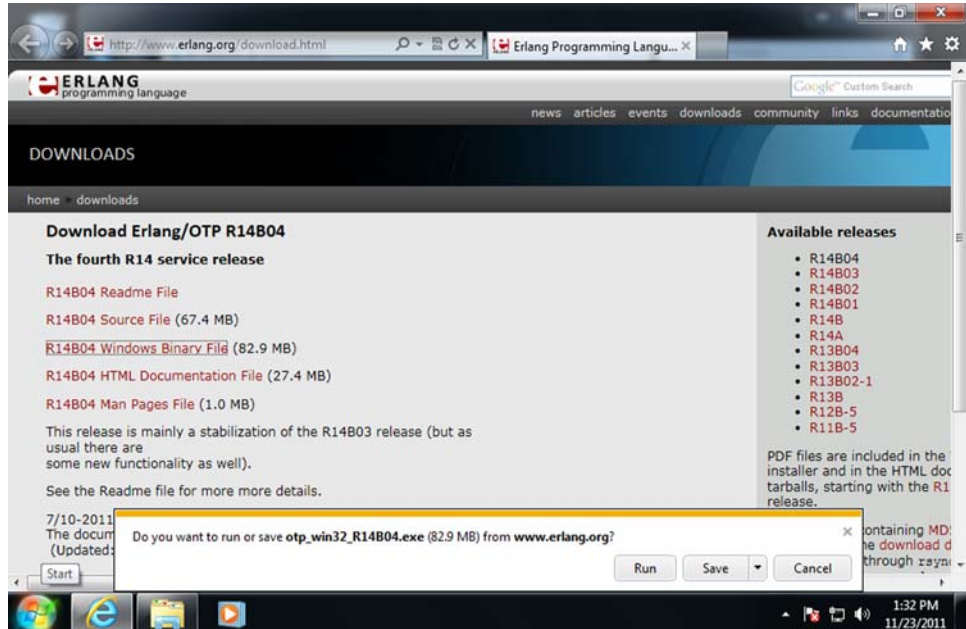 http://www.erlang.org/download.html
Erlang Programming Langu...
ERLANG
programming language
Google™ Custom Search
news articles events downloads community links documentatio
DOWNLOADS
home » downloads
Download Erlang/OTP R14B04
The fourth R14 service release
R14B04 Readme File
R14B04 Source File (67.4 MB)
R14B04 Windows Binary File (82.9 MB)
R14B04 HTML Documentation File (27.4 MB)
R14B04 Man Pages File (1.0 MB)
This release is mainly a stabilization of the R14B03 release (but as
usual there are
some new functionality as well).
See the Readme file for more more details.
7/10-2011
The docum
(Updated:
Available releases
R14B04
R14B03
R14B02
R14B01
R14B
R14A
R13B04
R13B03
R13B02-1
R13B
R12B-5
R11B-5
PDF files are included in the
installer and in the HTML doc
tarballs, starting with the R1
release.
ontaining MD
he download d
through rsyn
Do you want to run or save otp_win32_R14B04.exe (82.9 MB) from www.erlang.org?
Run
Save
Cancel
Start
1:32 PM
11/23/2011